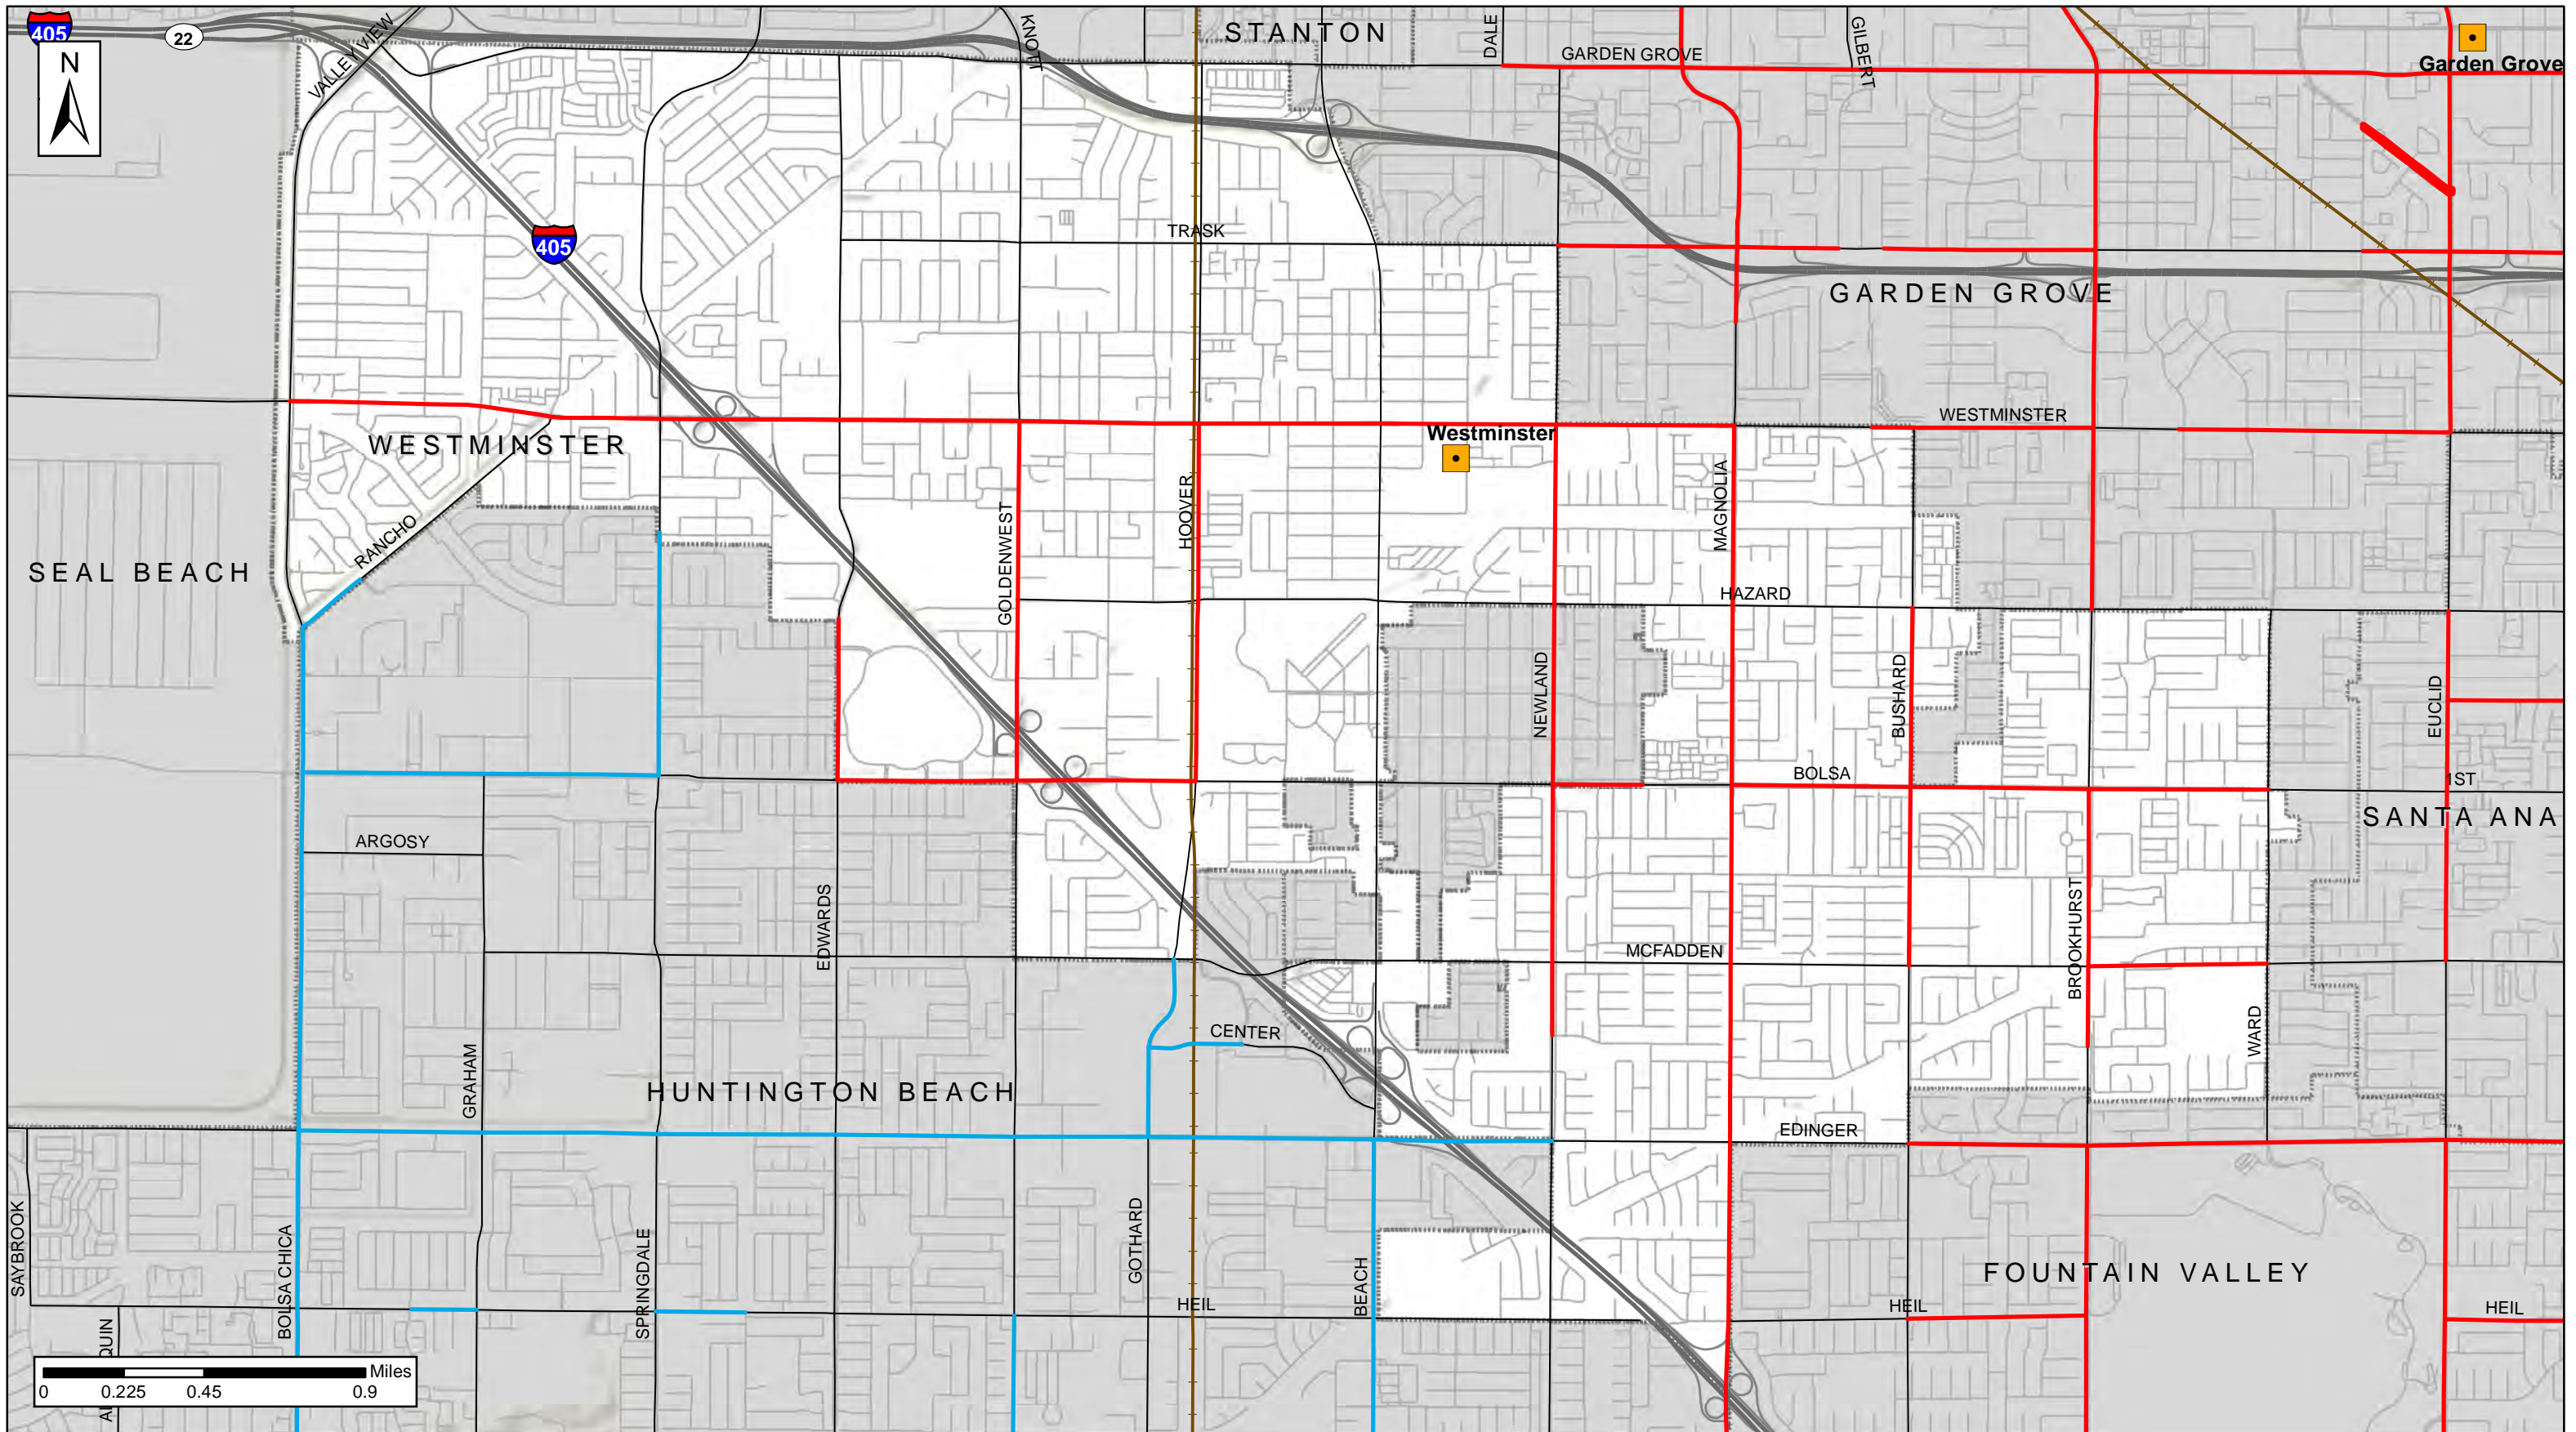 405
22
VALLEY VIEW
KNOTT
STANTON
DALE
GARDEN GROVE
GILBERT
Garden Grove
N
405
TRASK
GARDEN GROVE
WESTMINSTER
WESTMINSTER
Westminster
RANCHO
SEAL BEACH
GOLDENWEST
HOOVER
MAGNOLIA
HAZARD
NEWLAND
BUSHARD
EUCLID
BOLSA
1ST
SANTA ANA
ARGOSY
EDWARDS
MCFADDEN
BROOKHURST
WARD
CENTER
GRAHAM
HUNTINGTON BEACH
EDINGER
SAYBROOK
BOLSA CHICA
SPRINGDALE
GOTHARD
BEACH
HEIL
HEIL
FOUNTAIN VALLEY
HEIL
QUIN
Miles
0 0.225 0.45 0.9